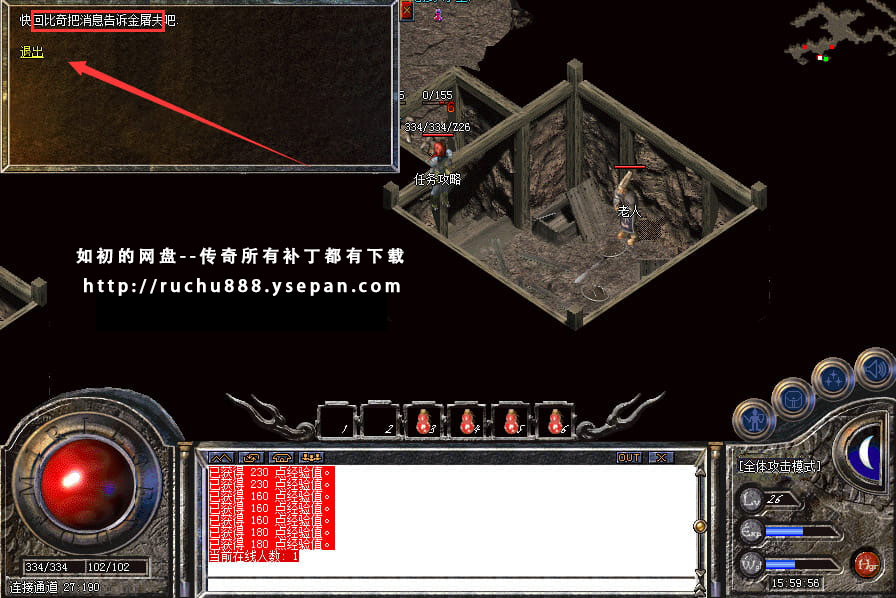 快回比奇把消息告诉金屠夫吧.
退出
0/155
6
334/334/Z26
任务攻略
老人
如初的网盘--传奇所有补丁都有下载
http://ruchu888.ysepan.com
1 2 3 4 5 6
OUT
已获得 230 点经验值。
已获得 230 点经验值。
已获得 160 点经验值。
已获得 160 点经验值。
已获得 160 点经验值。
已获得 180 点经验值。
已获得 180 点经验值。
当前在线人数: 1
334/334 102/102
连接通道 27:190
[全体攻击模式]
Lv 26
Exp
Wgt
Hgr
15:59:56